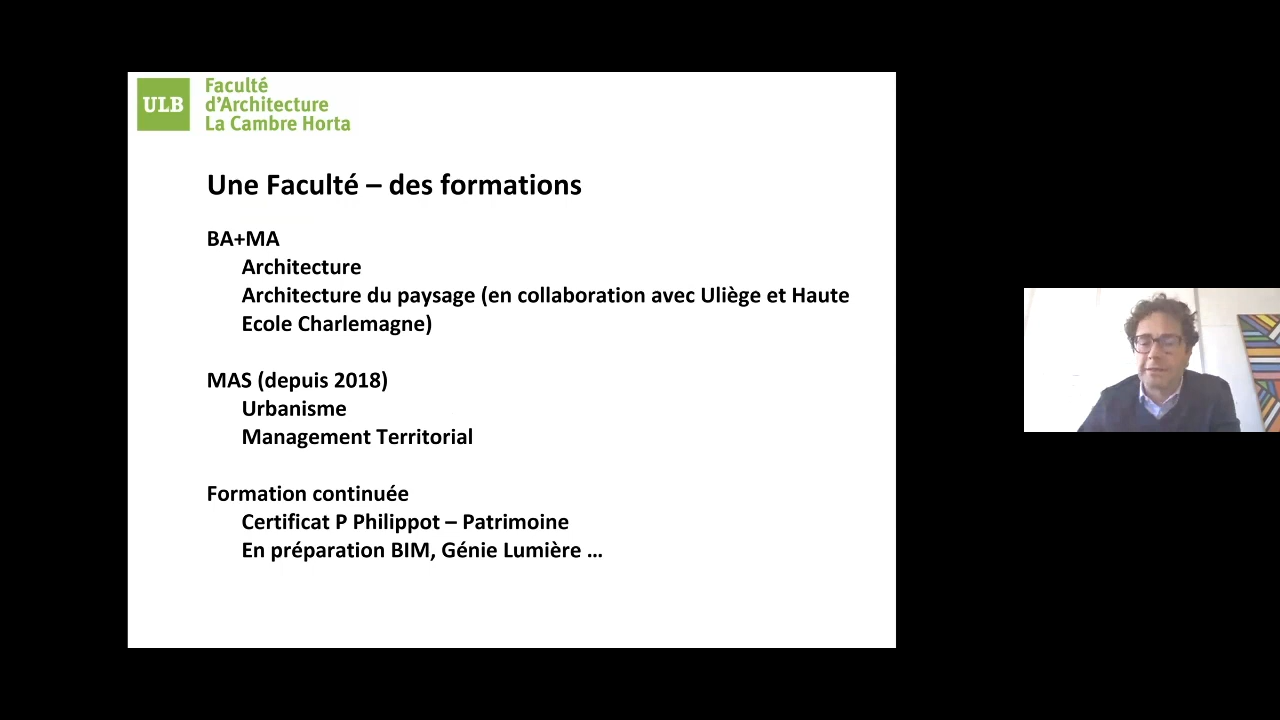 ULB
Faculté
d'Architecture
La Cambre Horta
Une Faculté – des formations
BA+MA
Architecture
Architecture du paysage (en collaboration avec Uliège et Haute
Ecole Charlemagne)
MAS (depuis 2018)
Urbanisme
Management Territorial
Formation continuée
Certificat P Philippot – Patrimoine
En préparation BIM, Génie Lumière ...